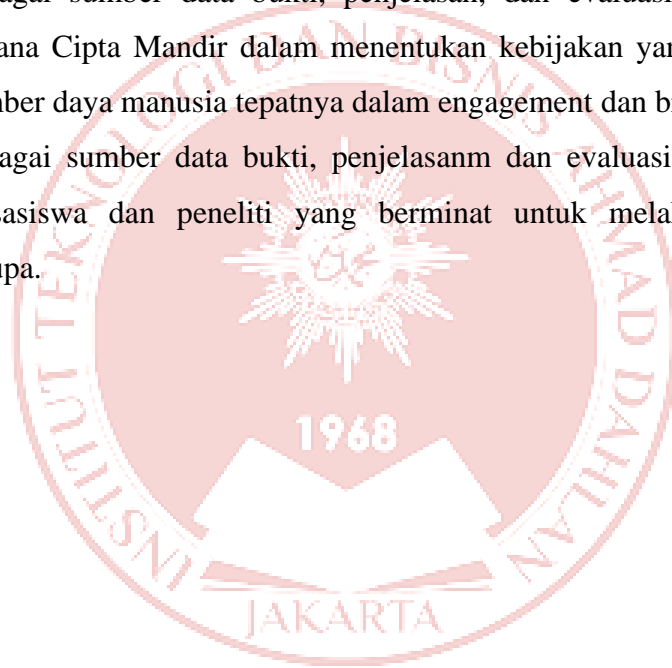 agai sumber data bukti, penjelasan, dan evaluasi
ana Cipta Mandir dalam menentukan kebijakan yan
ber daya manusia tepatnya dalam engagement dan b
agai sumber data bukti, penjelasanm dan evaluasi
sasiswa dan peneliti yang berminat untuk mela
upa.
INSTITUT TEKNOLOGI DAN BISNIS AHMAD DAHLAN
1968
JAKARTA